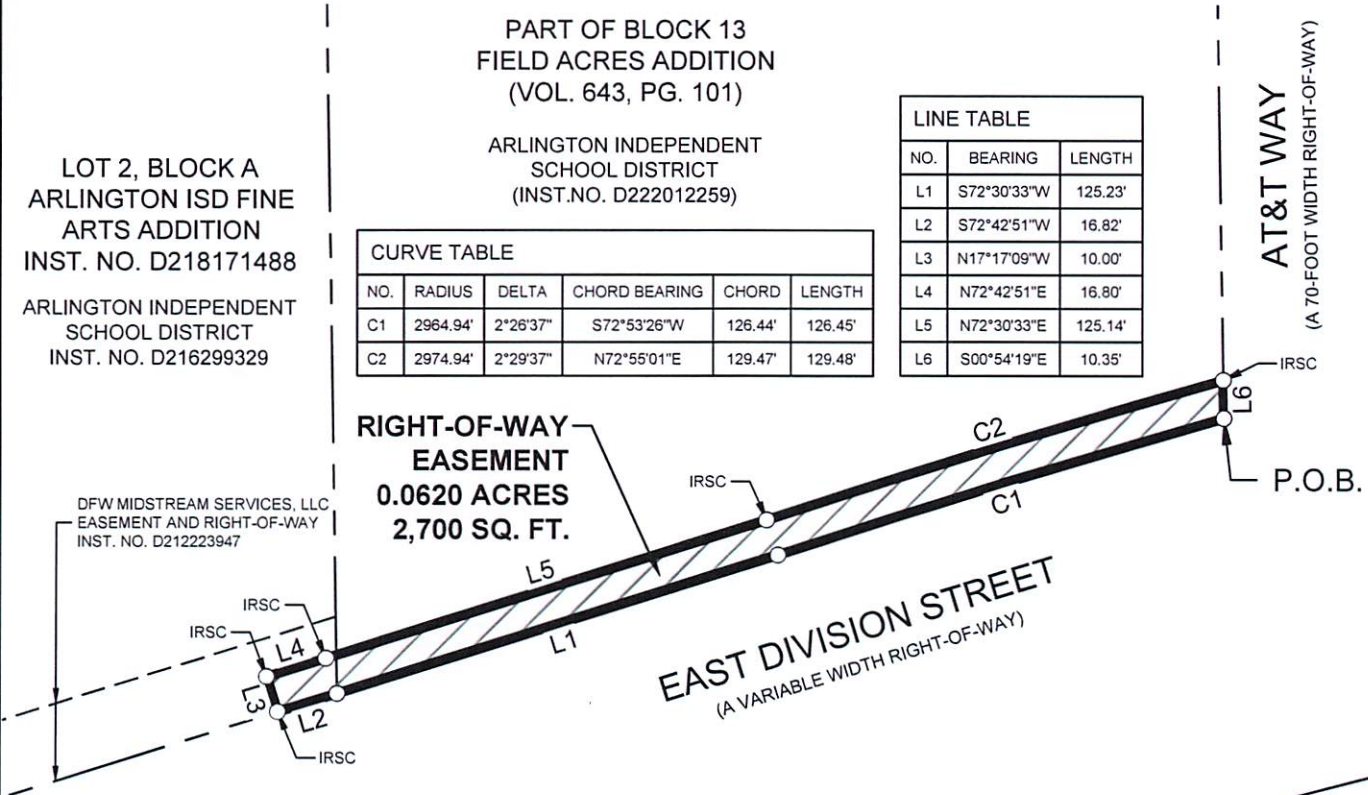 PART OF BLOCK 13
FIELD ACRES ADDITION
(VOL. 643, PG. 101)
ARLINGTON INDEPENDENT
SCHOOL DISTRICT
(INST.NO. D222012259)
LOT 2, BLOCK A
ARLINGTON ISD FINE
ARTS ADDITION
INST. NO. D218171488
ARLINGTON INDEPENDENT
SCHOOL DISTRICT
INST. NO. D216299329
LINE TABLE
NO. BEARING LENGTH
L1 S72°30'33"W 125.23'
L2 S72°42'51"W 16.82'
L3 N17°17'09"W 10.00'
L4 N72°42'51"E 16.80'
L5 N72°30'33"E 125.14'
L6 S00°54'19"E 10.35'
AT&T WAY
(A 70-FOOT WIDTH RIGHT-OF-WAY)
CURVE TABLE
NO. RADIUS DELTA CHORD BEARING CHORD LENGTH
C1 2964.94' 2°26'37" S72°53'26"W 126.44' 126.45'
C2 2974.94' 2°29'37" N72°55'01"E 129.47' 129.48'
IRSC
L6
P.O.B.
C2
C1
RIGHT-OF-WAY
EASEMENT
0.0620 ACRES
2,700 SQ. FT.
IRSC
DFW MIDSTREAM SERVICES, LLC
EASEMENT AND RIGHT-OF-WAY
INST. NO. D212223947
L5
L1
IRSC
IRSC
L4
L3
L2
IRSC
EAST DIVISION STREET
(A VARIABLE WIDTH RIGHT-OF-WAY)